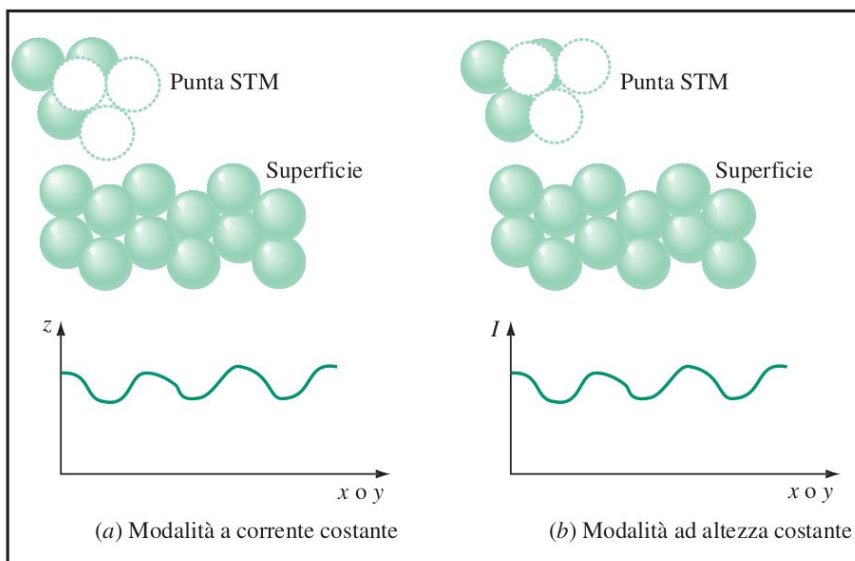 Punta STM
Superficie
z
x o y
(a) Modalità a corrente costante
Punta STM
Superficie
I
x o y
(b) Modalità ad altezza costante